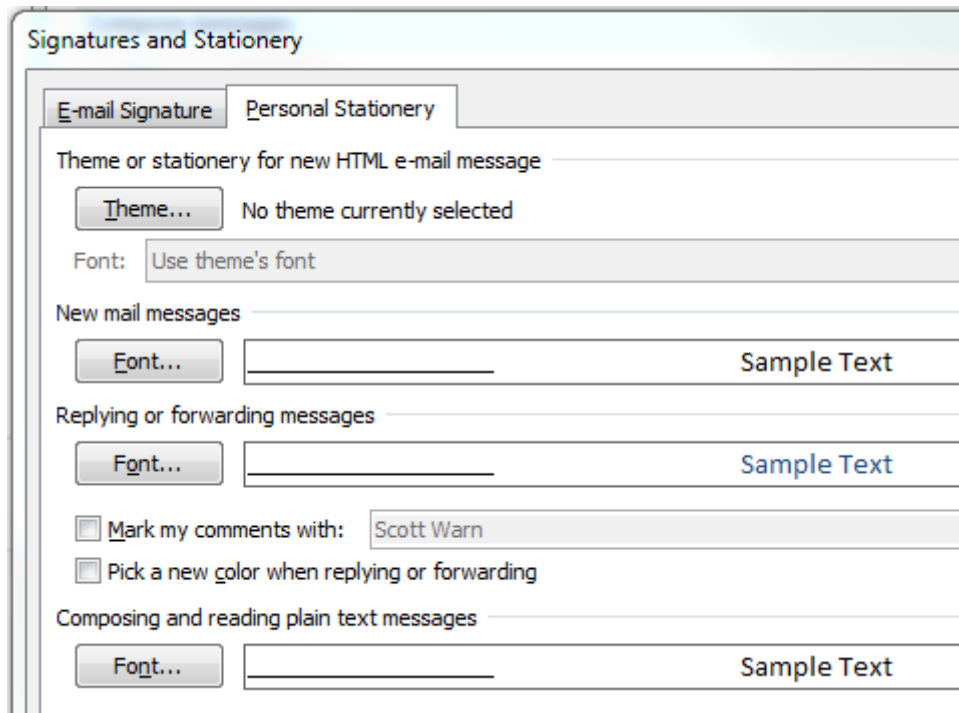 Signatures and Stationery
E-mail Signature Personal Stationery
Theme or stationery for new HTML e-mail message
Theme... No theme currently selected
Font: Use theme's font
New mail messages
Font... Sample Text
Replying or forwarding messages
Font... Sample Text
Mark my comments with: Scott Warn
Pick a new color when replying or forwarding
Composing and reading plain text messages
Font... Sample Text